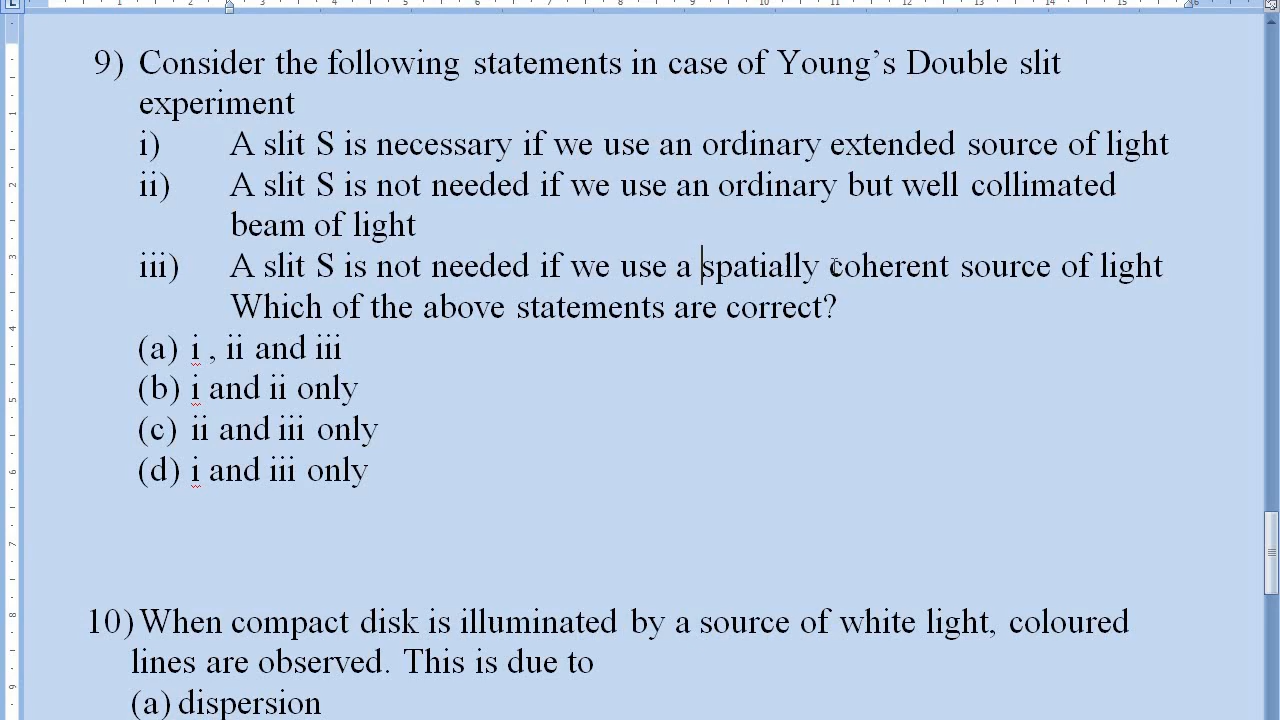 9) Consider the following statements in case of Young's Double slit
experiment
i) A slit S is necessary if we use an ordinary extended source of light
ii) A slit S is not needed if we use an ordinary but well collimated
beam of light
iii) A slit S is not needed if we use a spatially coherent source of light
Which of the above statements are correct?
(a) i , ii and iii
(b) i and ii only
(c) ii and iii only
(d) i and iii only
10) When compact disk is illuminated by a source of white light, coloured
lines are observed. This is due to
(a) dispersion